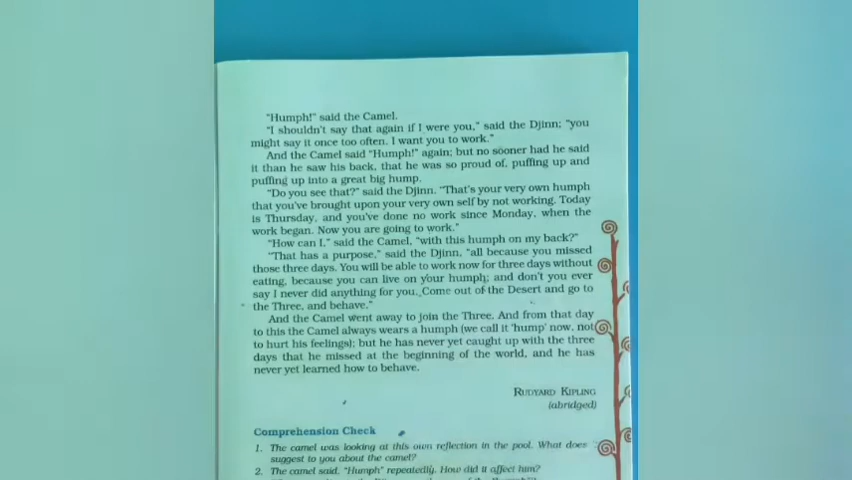 "Humph!" said the Camel.
"I shouldn't say that again if I were you," said the Djinn; "you
might say it once too often. I want you to work."
And the Camel said "Humph!" again; but no sooner had he said
it than he saw his back, that he was so proud of, puffing up and
puffing up into a great big hump.
"Do you see that?" said the Djinn. "That's your very own humph
that you've brought upon your very own self by not working. Today
is Thursday, and you've done no work since Monday, when the
work began. Now you are going to work."
"How can I," said the Camel, "with this humph on my back?"
"That has a purpose," said the Djinn, "all because you missed
those three days. You will be able to work now for three days without
eating, because you can live on your humph; and don't you ever
say I never did anything for you. Come out of the Desert and go to
the Three, and behave."
And the Camel went away to join the Three. And from that day
to this the Camel always wears a humph (we call it 'hump' now, not
to hurt his feelings); but he has never yet caught up with the three
days that he missed at the beginning of the world, and he has
never yet learned how to behave.
RUDYARD KIPLING
(abridged)
Comprehension Check
1. The camel was looking at this own reflection in the pool. What does
suggest to you about the camel?
2. The camel said, "Humph" repeatedly. How did it affect him?